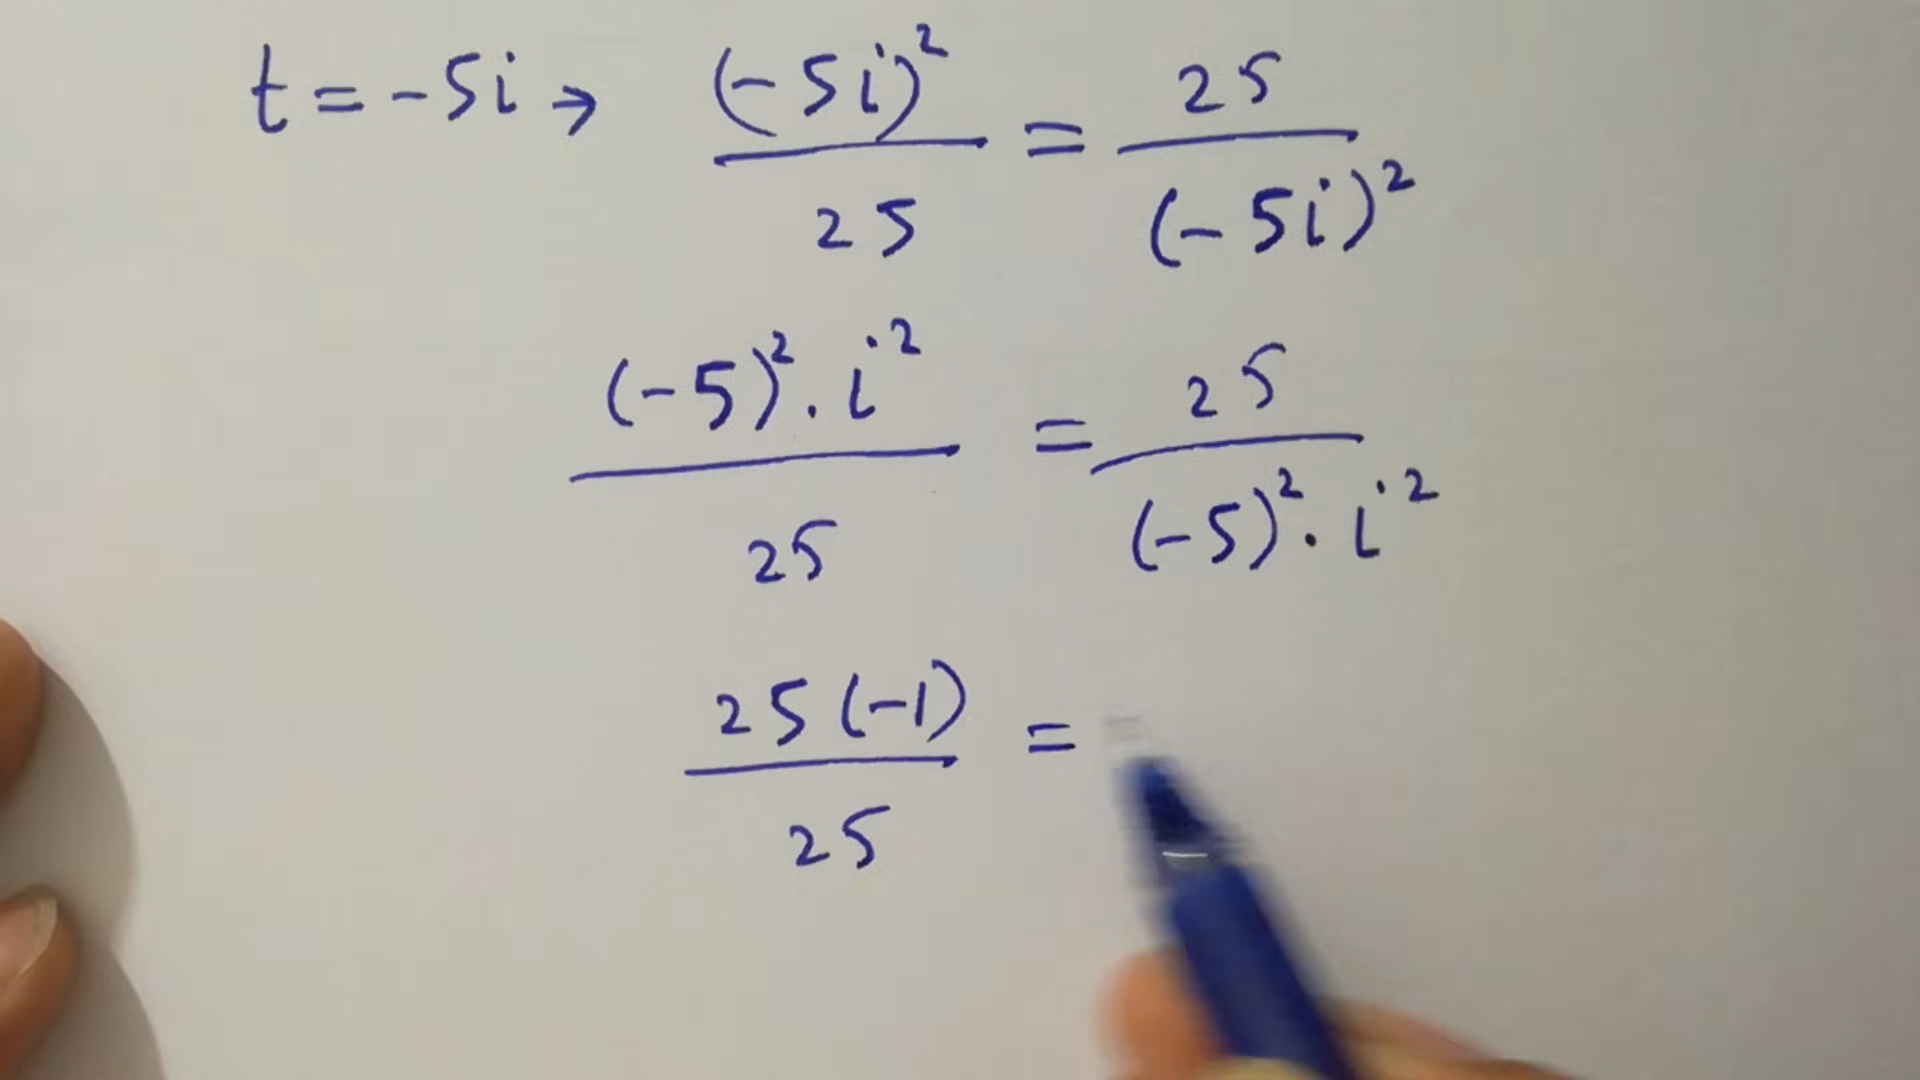 t = -5i → (-5i)² / 25 = 25 / (-5i)²
(-5)² . i² / 25 = 25 / (-5)² . i²
25(-1) / 25 =